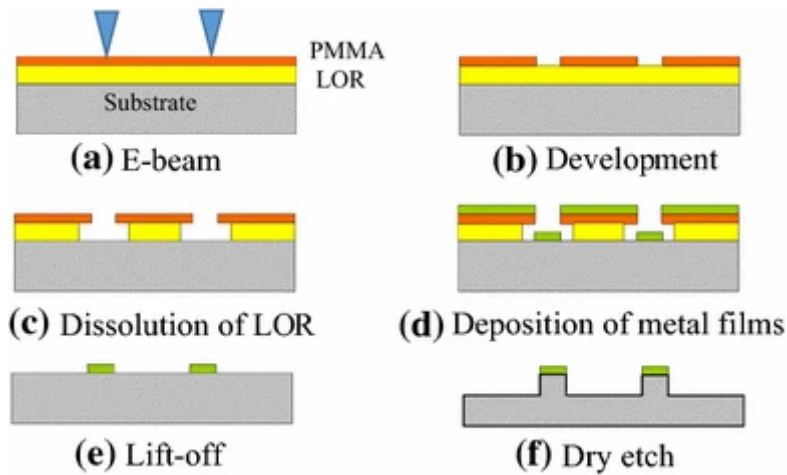 PMMA
LOR
Substrate
(a) E-beam
(b) Development
(c) Dissolution of LOR
(d) Deposition of metal films
(e) Lift-off
(f) Dry etch